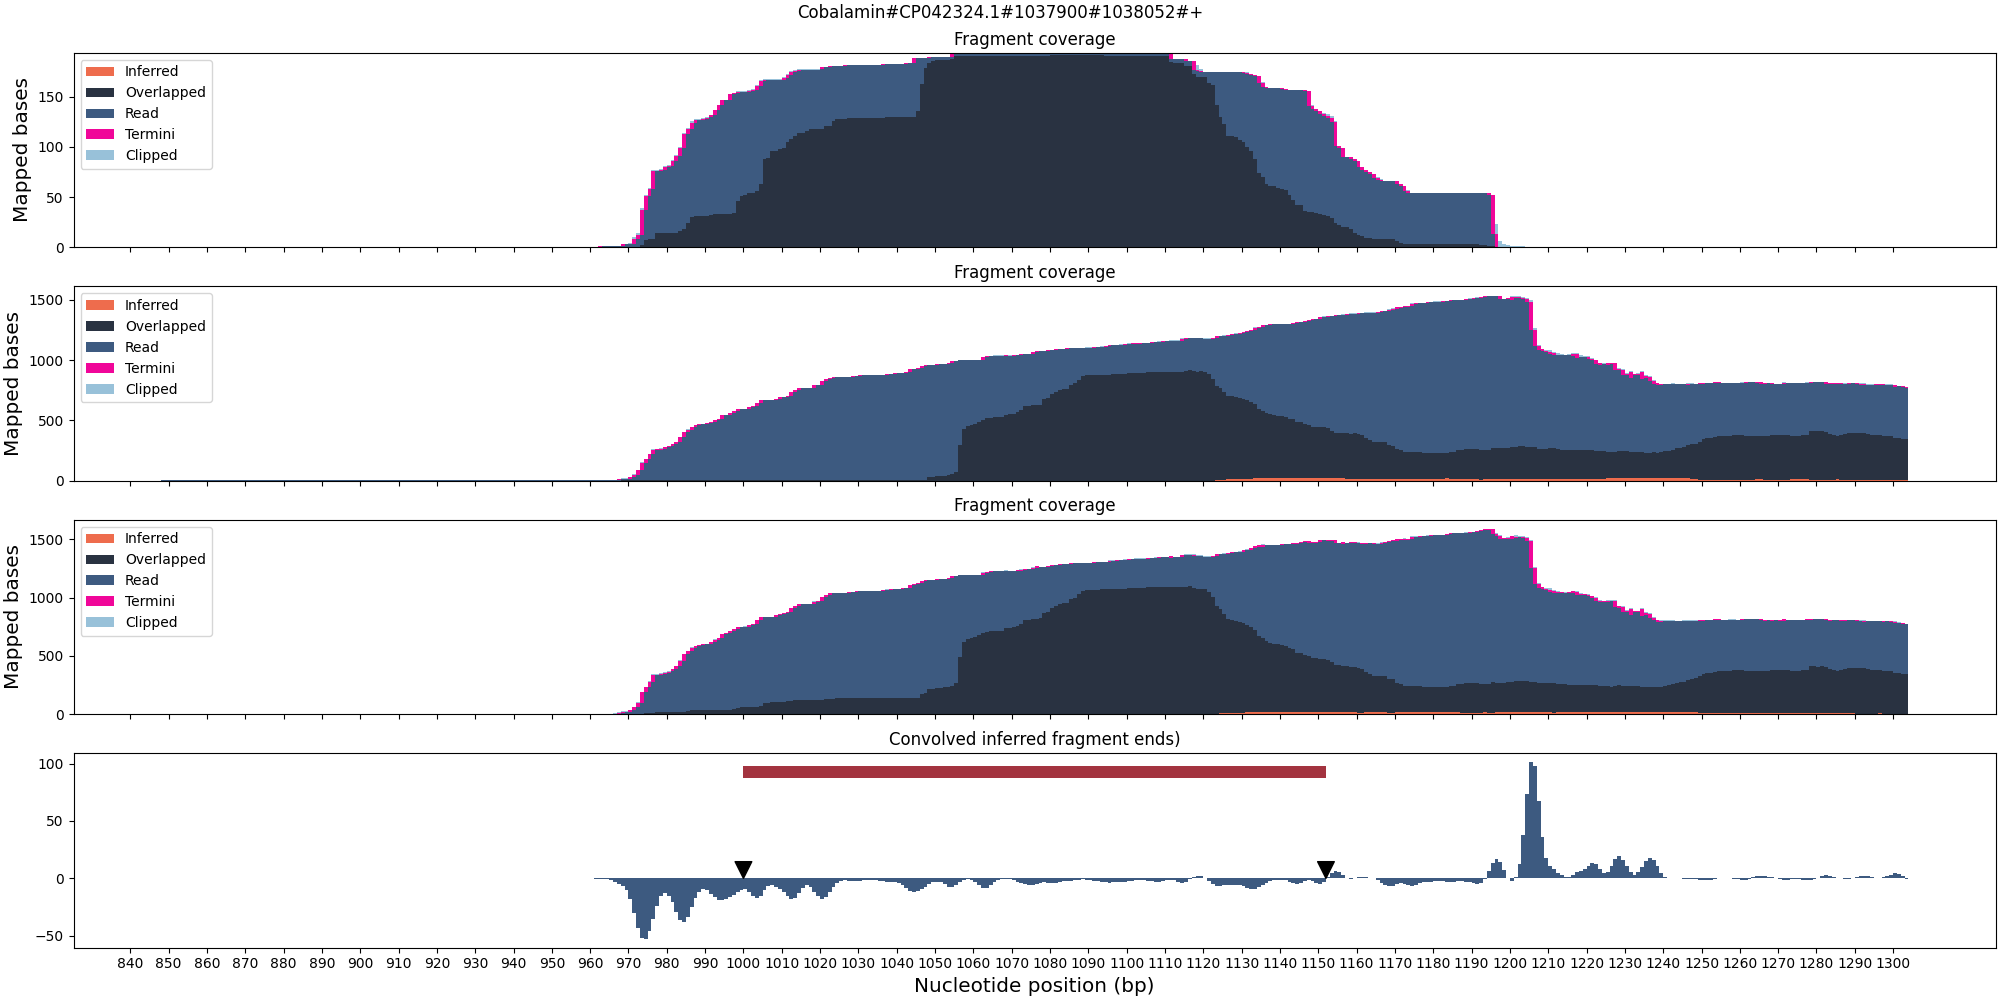 Cobalamin#CP042324.1#1037900#1038052#+
Fragment coverage
Mapped bases
150
100
50
0
Inferred
Overlapped
Read
Termini
Clipped
Fragment coverage
Mapped bases
1500
1000
500
0
Inferred
Overlapped
Read
Termini
Clipped
Fragment coverage
Mapped bases
1500
1000
500
0
Inferred
Overlapped
Read
Termini
Clipped
Convolved inferred fragment ends)
100
50
0
−50
840 850 860 870 880 890 900 910 920 930 940 950 960 970 980 990 1000 1010 1020 1030 1040 1050 1060 1070 1080 1090 1100 1110 1120 1130 1140 1150 1160 1170 1180 1190 1200 1210 1220 1230 1240 1250 1260 1270 1280 1290 1300
Nucleotide position (bp)